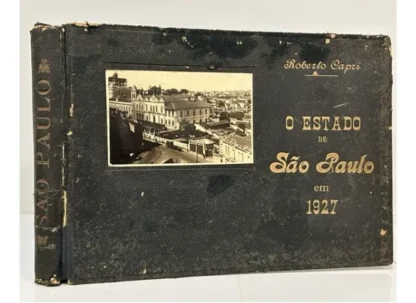 SÃO PAULO
Roberto Capri
O ESTADO
DE
São Paulo
em
1927